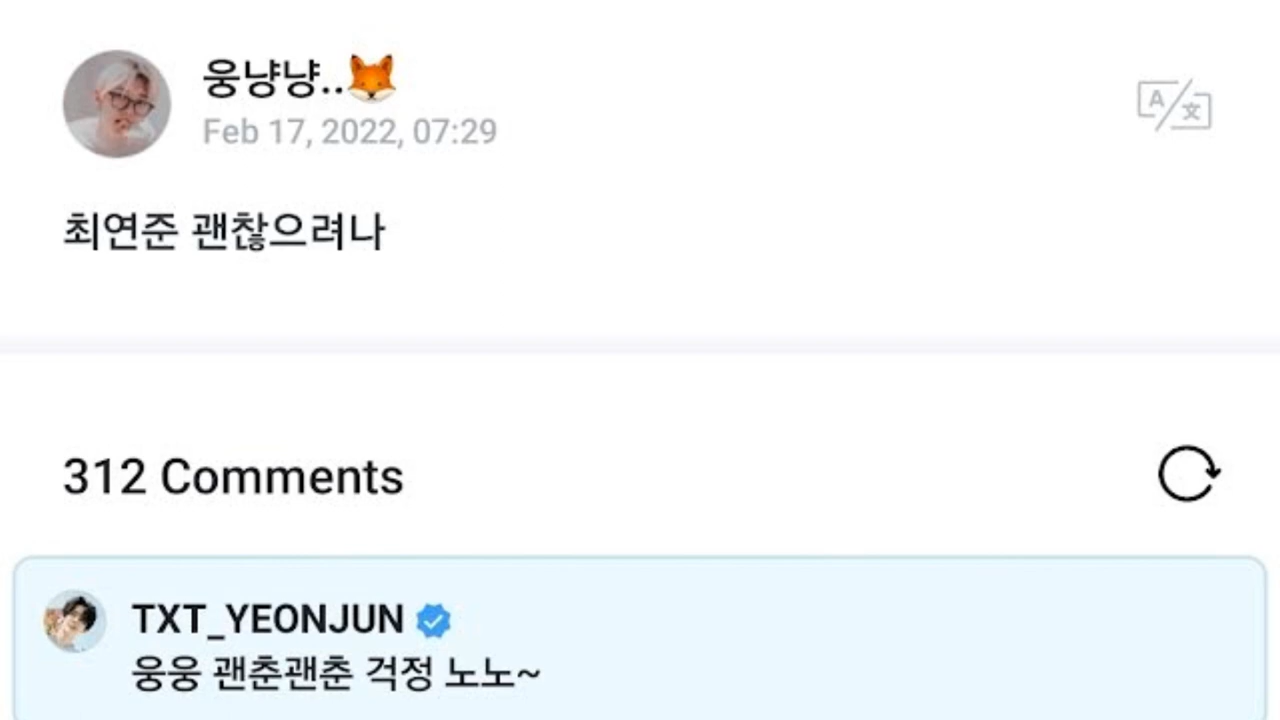 웅냥냥..🦊
Feb 17, 2022, 07:29
A 文
최연준 괜찮으려나
312 Comments
TXT_YEONJUN
웅웅 괜춘괜춘 걱정 노노~